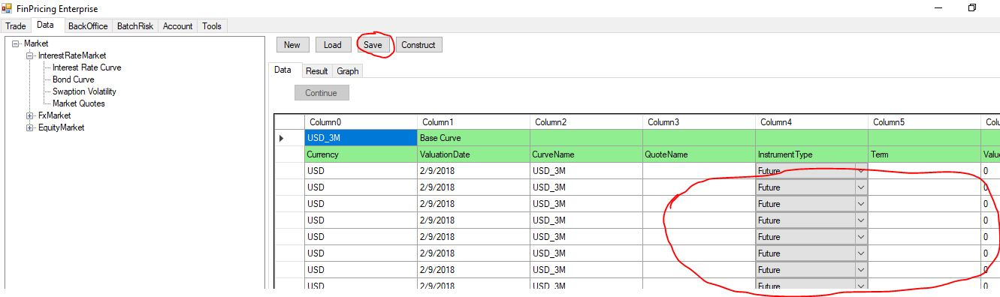 FinPricing Enterprise
Trade Data BackOffice BatchRisk Account Tools
Market
InterestRateMarket
Interest Rate Curve
Bond Curve
Swaption Volatility
Market Quotes
FxMarket
EquityMarket
New Load Save Construct
Data Result Graph
Continue
Column0 Column1 Column2 Column3 Column4 Column5 Colu
USD_3M Base Curve
Currency ValuationDate CurveName QuoteName InstrumentType Term Value
USD 2/9/2018 USD_3M Future 0
USD 2/9/2018 USD_3M Future 0
USD 2/9/2018 USD_3M Future 0
USD 2/9/2018 USD_3M Future 0
USD 2/9/2018 USD_3M Future 0
USD 2/9/2018 USD_3M Future 0
USD 2/9/2018 USD_3M Future 0
USD 2/9/2018 USD_3M Future 0